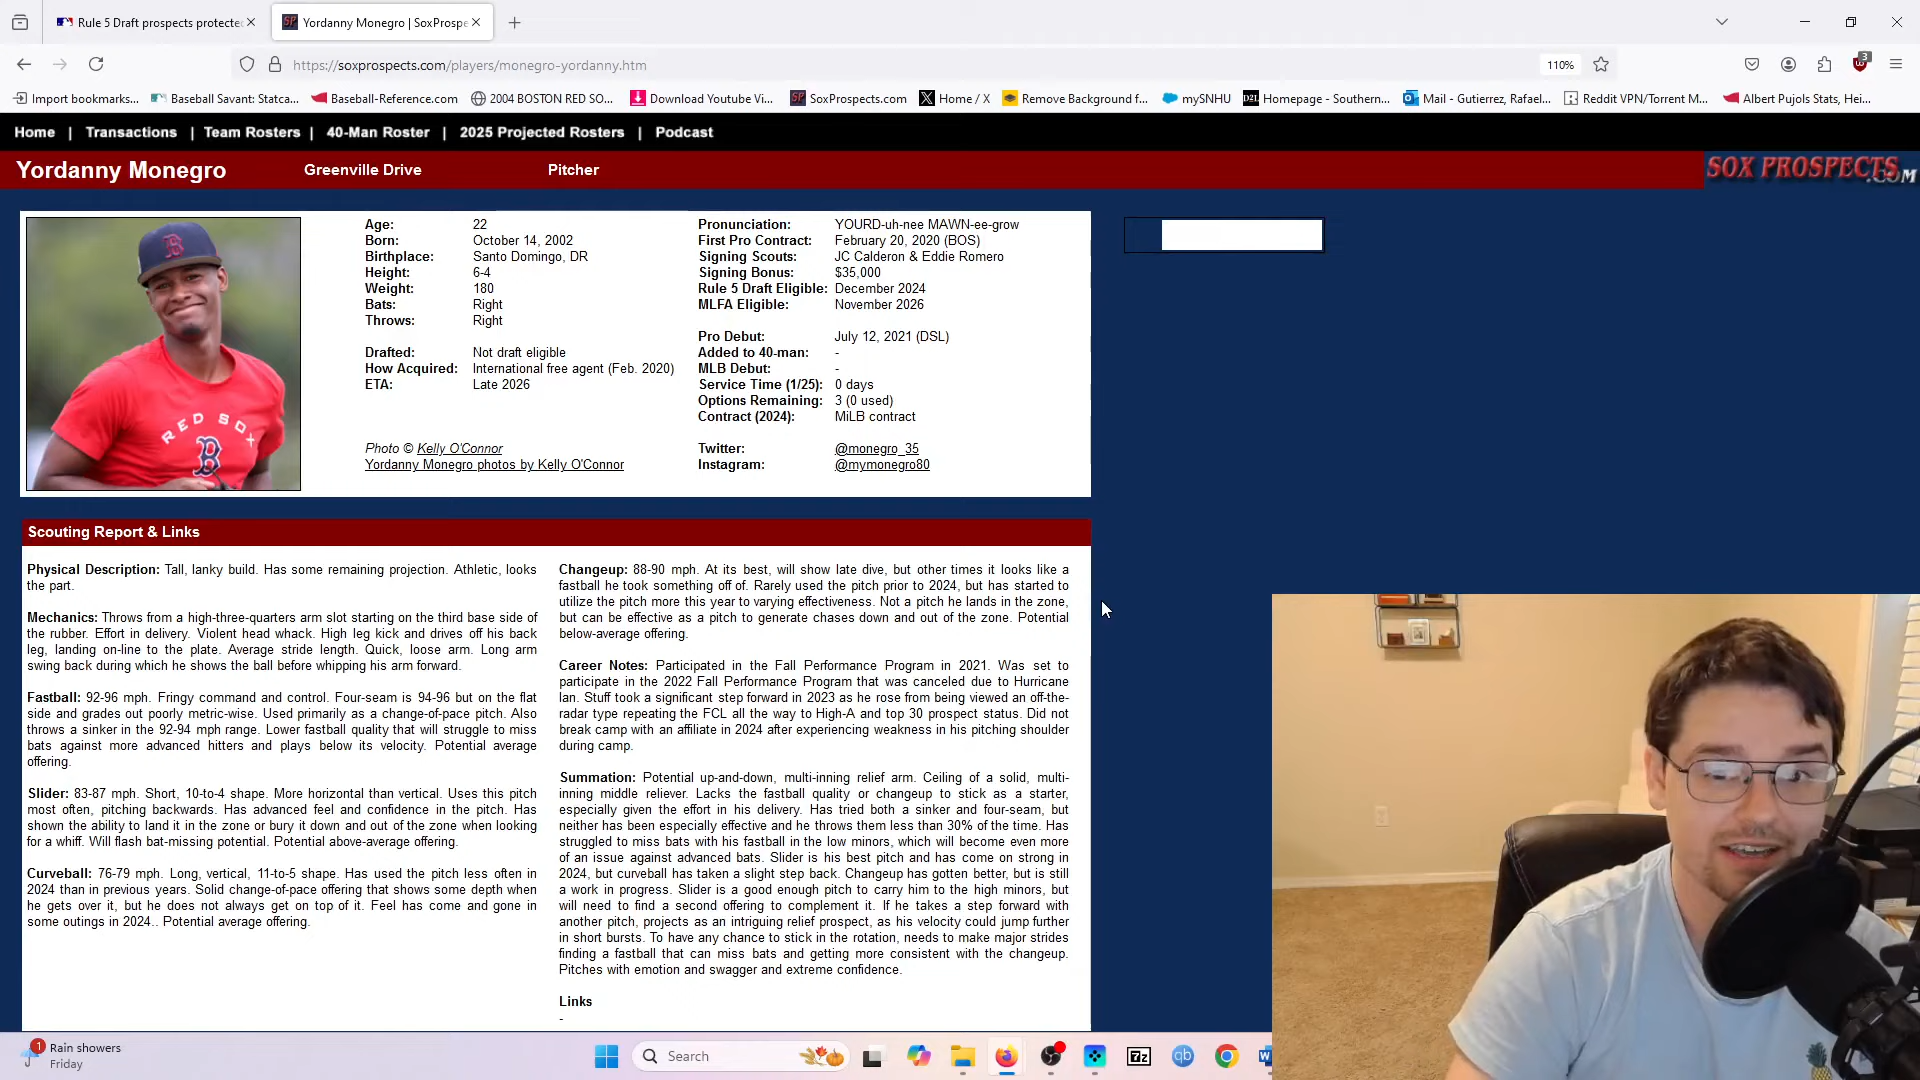 Rule 5 Draft prospects protecte
Yordanny Monegro | SoxProspe
https://soxprospects.com/players/monegro-yordanny.htm
110%
3
Import bookmarks...
Baseball Savant: Statca...
Baseball-Reference.com
2004 BOSTON RED SO...
Download Youtube Vi...
SoxProspects.com
Home / X
Remove Background f...
mySNHU
D2L
Homepage - Southern...
Mail - Gutierrez, Rafael...
Reddit VPN/Torrent M...
Albert Pujols Stats, Hei...
Home | Transactions | Team Rosters | 40-Man Roster | 2025 Projected Rosters | Podcast
Yordanny Monegro
Greenville Drive
Pitcher
SOX PROSPECTS.COM
RED SOX
B
Age: 22
Born: October 14, 2002
Birthplace: Santo Domingo, DR
Height: 6-4
Weight: 180
Bats: Right
Throws: Right
Drafted: Not draft eligible
How Acquired: International free agent (Feb. 2020)
ETA: Late 2026
Photo © Kelly O'Connor
Yordanny Monegro photos by Kelly O'Connor
Pronunciation: YOURD-uh-nee MAWN-ee-grow
First Pro Contract: February 20, 2020 (BOS)
Signing Scouts: JC Calderon & Eddie Romero
Signing Bonus: $35,000
Rule 5 Draft Eligible: December 2024
MLFA Eligible: November 2026
Pro Debut: July 12, 2021 (DSL)
Added to 40-man: -
MLB Debut: -
Service Time (1/25): 0 days
Options Remaining: 3 (0 used)
Contract (2024): MiLB contract
Twitter: @monegro_35
Instagram: @mymonegro80
Scouting Report & Links
Physical Description: Tall, lanky build. Has some remaining projection. Athletic, looks
the part.
Mechanics: Throws from a high-three-quarters arm slot starting on the third base side of
the rubber. Effort in delivery. Violent head whack. High leg kick and drives off his back
leg, landing on-line to the plate. Average stride length. Quick, loose arm. Long arm
swing back during which he shows the ball before whipping his arm forward.
Fastball: 92-96 mph. Fringy command and control. Four-seam is 94-96 but on the flat
side and grades out poorly metric-wise. Used primarily as a change-of-pace pitch. Also
throws a sinker in the 92-94 mph range. Lower fastball quality that will struggle to miss
bats against more advanced hitters and plays below its velocity. Potential average
offering.
Slider: 83-87 mph. Short, 10-to-4 shape. More horizontal than vertical. Uses this pitch
most often, pitching backwards. Has advanced feel and confidence in the pitch. Has
shown the ability to land it in the zone or bury it down and out of the zone when looking
for a whiff. Will flash bat-missing potential. Potential above-average offering.
Curveball: 76-79 mph. Long, vertical, 11-to-5 shape. Has used the pitch less often in
2024 than in previous years. Solid change-of-pace offering that shows some depth when
he gets over it, but he does not always get on top of it. Feel has come and gone in
some outings in 2024.. Potential average offering.
Changeup: 88-90 mph. At its best, will show late dive, but other times it looks like a
fastball he took something off of. Rarely used the pitch prior to 2024, but has started to
utilize the pitch more this year to varying effectiveness. Not a pitch he lands in the zone,
but can be effective as a pitch to generate chases down and out of the zone. Potential
below-average offering.
Career Notes: Participated in the Fall Performance Program in 2021. Was set to
participate in the 2022 Fall Performance Program that was canceled due to Hurricane
Ian. Stuff took a significant step forward in 2023 as he rose from being viewed an off-the-
radar type repeating the FCL all the way to High-A and top 30 prospect status. Did not
break camp with an affiliate in 2024 after experiencing weakness in his pitching shoulder
during camp.
Summation: Potential up-and-down, multi-inning relief arm. Ceiling of a solid, multi-
inning middle reliever. Lacks the fastball quality or changeup to stick as a starter,
especially given the effort in his delivery. Has tried both a sinker and four-seam, but
neither has been especially effective and he throws them less than 30% of the time. Has
struggled to miss bats with his fastball in the low minors, which will become even more
of an issue against advanced bats. Slider is his best pitch and has come on strong in
2024, but curveball has taken a slight step back. Changeup has gotten better, but is still
a work in progress. Slider is a good enough pitch to carry him to the high minors, but
will need to find a second offering to complement it. If he takes a step forward with
another pitch, projects as an intriguing relief prospect, as his velocity could jump further
in short bursts. To have any chance to stick in the rotation, needs to make major strides
finding a fastball that can miss bats and getting more consistent with the changeup.
Pitches with emotion and swagger and extreme confidence.
Links
-
1
Rain showers
Friday
Search
7z
qb
W